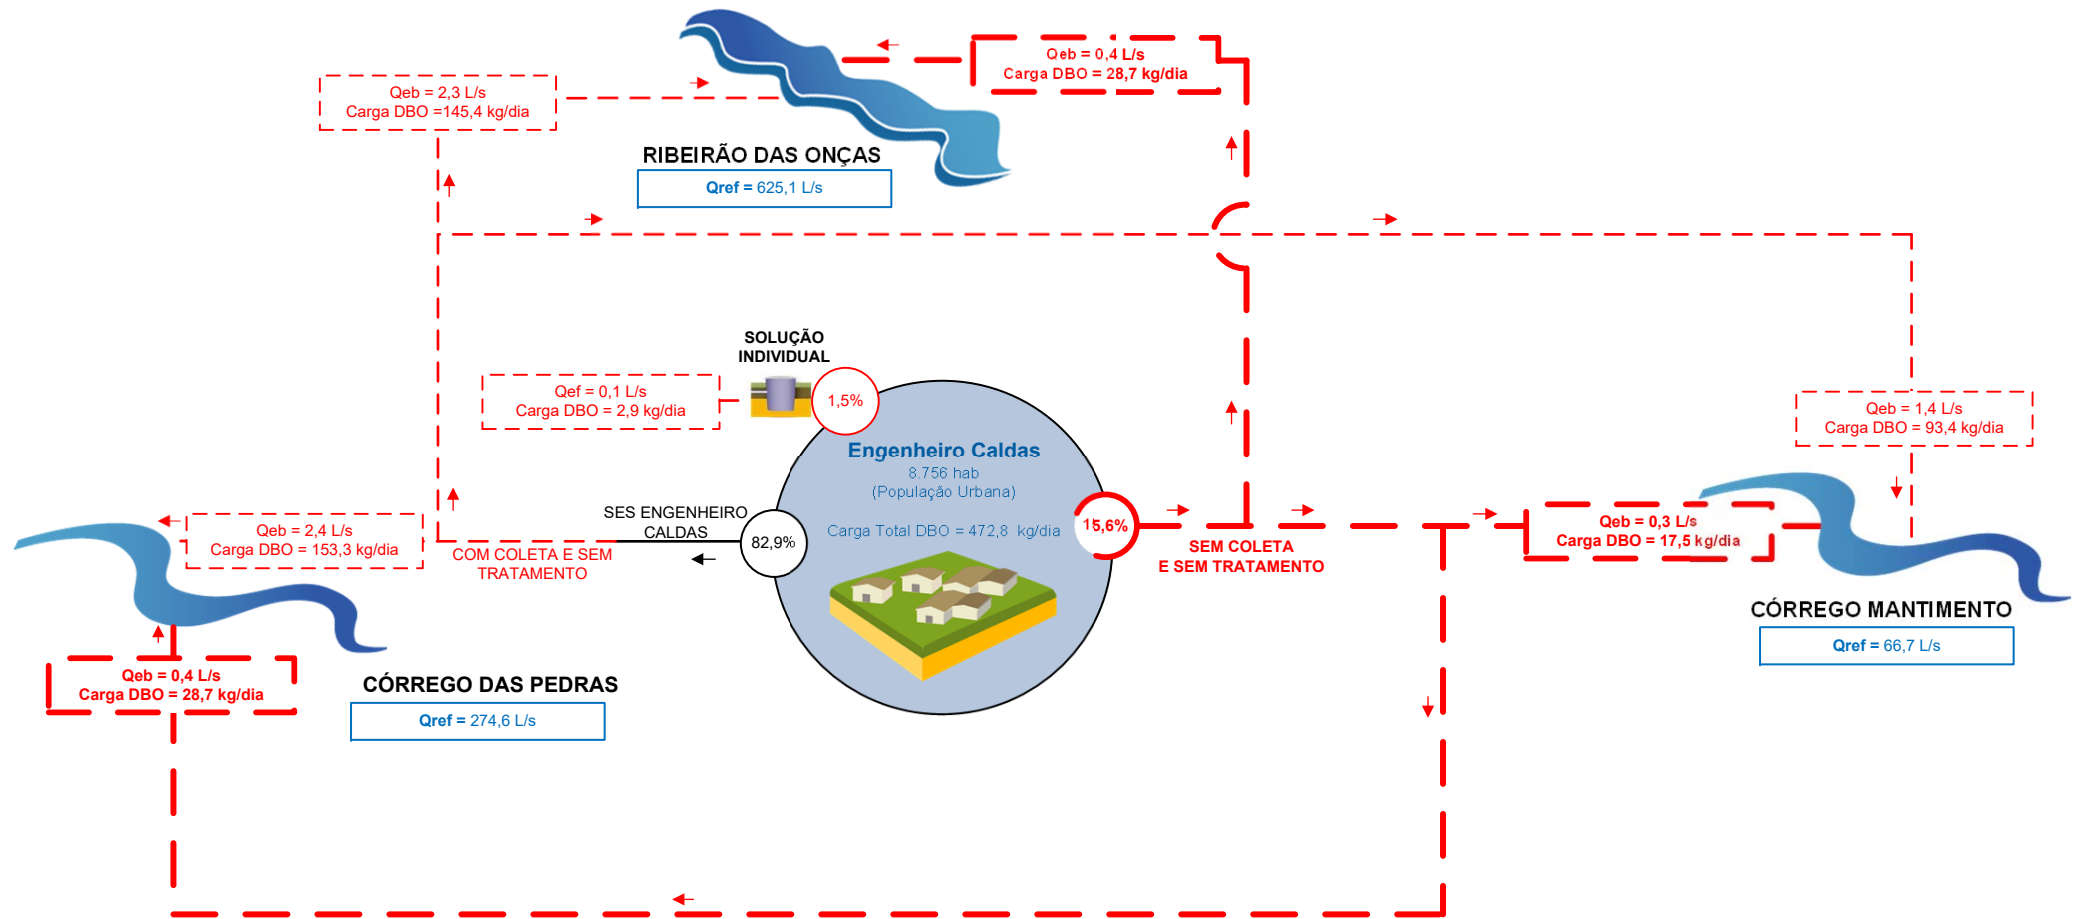 Qeb = 0,4 L/s
Carga DBO = 28,7 kg/dia
Qeb = 2,3 L/s
Carga DBO =145,4 kg/dia
RIBEIRÃO DAS ONÇAS
Qref = 625,1 L/s
SOLUÇÃO
INDIVIDUAL
Qef = 0,1 L/s
Carga DBO = 2,9 kg/dia
1,5%
Engenheiro Caldas
8.756 hab
(População Urbana)
Carga Total DBO = 472,8 kg/dia
Qeb = 1,4 L/s
Carga DBO = 93,4 kg/dia
SES ENGENHEIRO
CALDAS
82,9%
15,6%
Qeb = 2,4 L/s
Carga DBO = 153,3 kg/dia
COM COLETA E SEM
TRATAMENTO
SEM COLETA
E SEM TRATAMENTO
Qeb = 0,3 L/s
Carga DBO = 17,5 kg/dia
CÓRREGO MANTIMENTO
Qref = 66,7 L/s
Qeb = 0,4 L/s
Carga DBO = 28,7 kg/dia
CÓRREGO DAS PEDRAS
Qref = 274,6 L/s